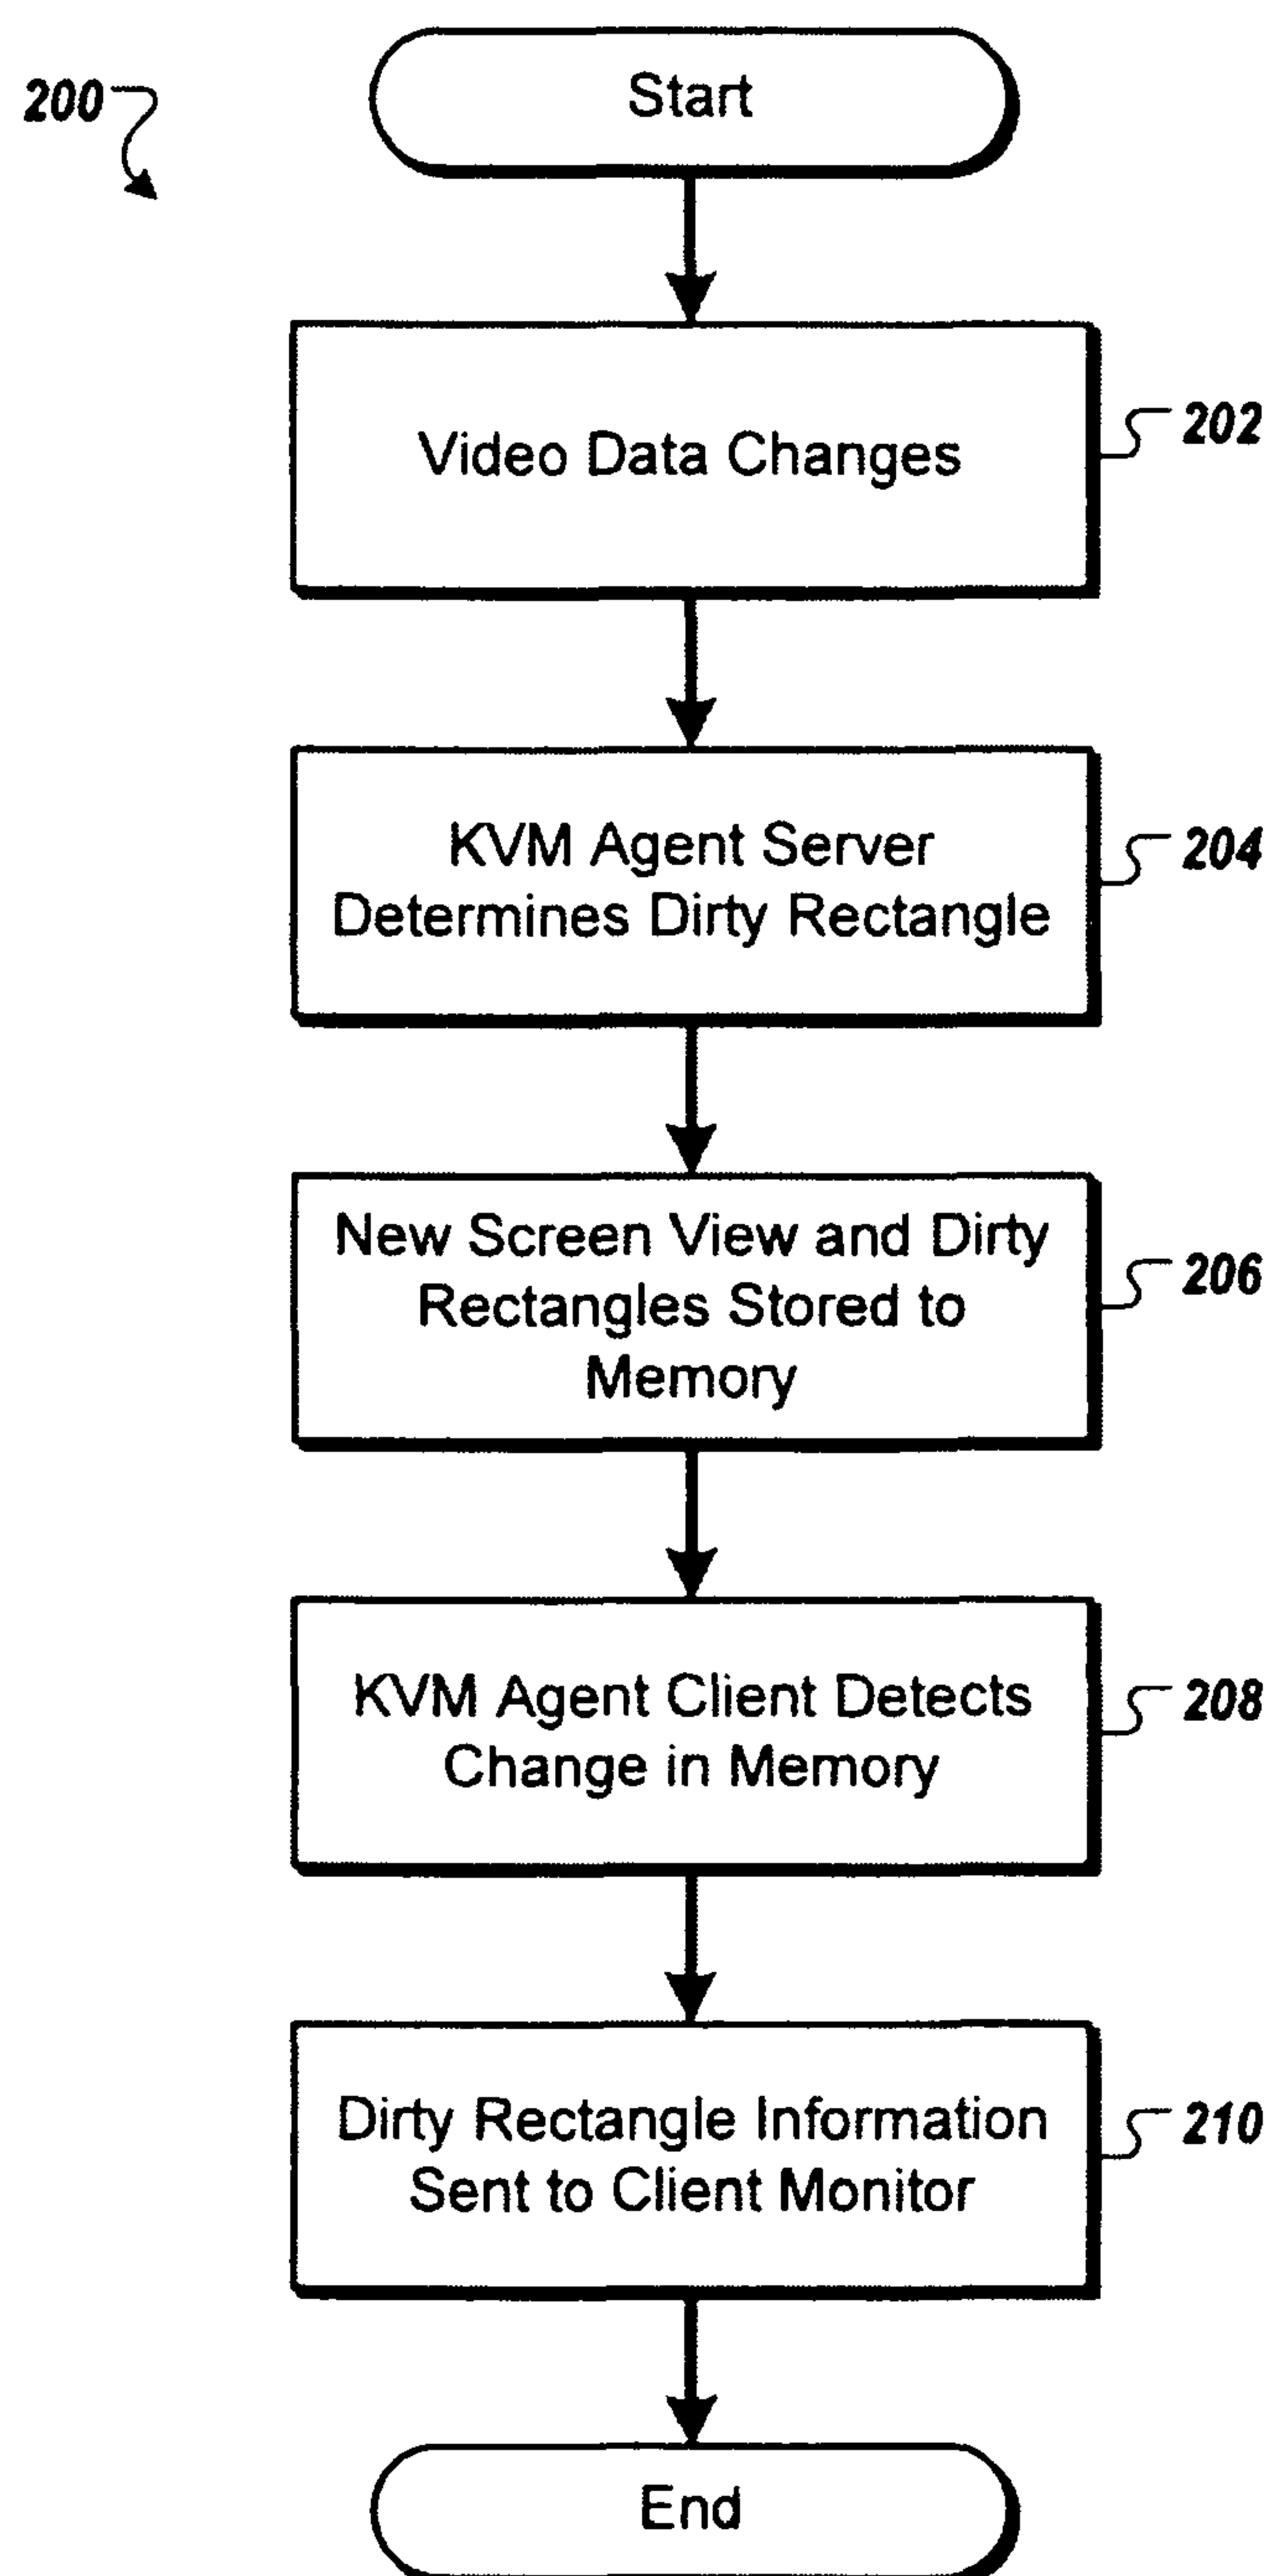 200
Start
Video Data Changes
202
KVM Agent Server
Determines Dirty Rectangle
204
New Screen View and Dirty
Rectangles Stored to
Memory
206
KVM Agent Client Detects
Change in Memory
208
Dirty Rectangle Information
Sent to Client Monitor
210
End